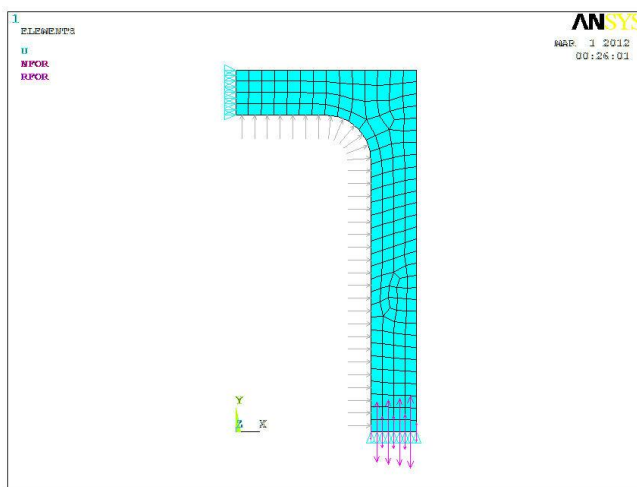 1
ELEMENTS
U
NFOR
RFOR
ANSYS
MAR 1 2012
00:26:01
Y
Z X